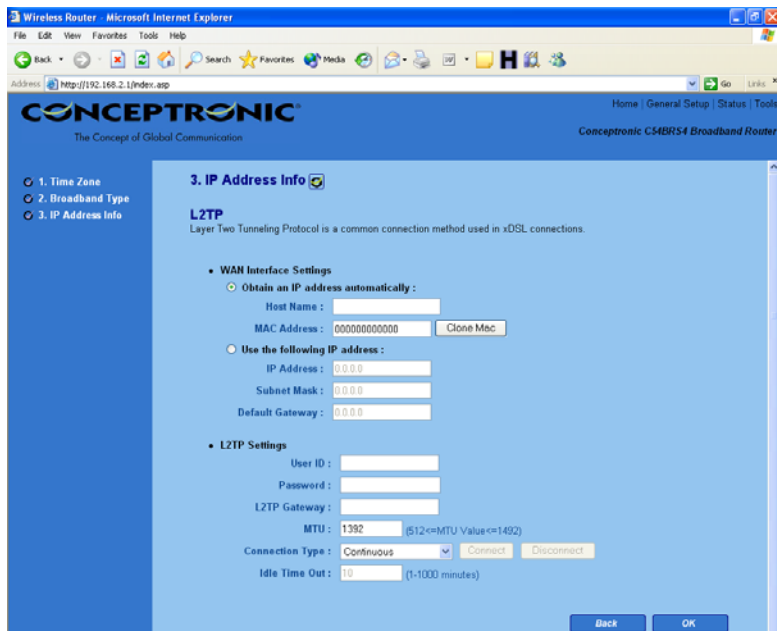 Wireless Router - Microsoft Internet Explorer
File Edit View Favorites Tools Help
Back Search Favorites Media
Address http://192.168.2.1/index.asp Go Links
CONCEPTRONIC
The Concept of Global Communication
Home | General Setup | Status | Tools
Conceptronic C54BRS4 Broadband Router
1. Time Zone
2. Broadband Type
3. IP Address Info
3. IP Address Info
L2TP
Layer Two Tunneling Protocol is a common connection method used in xDSL connections.
• WAN Interface Settings
Obtain an IP address automatically :
Host Name :
MAC Address : 000000000000 Clone Mac
Use the following IP address :
IP Address : 0.0.0.0
Subnet Mask : 0.0.0.0
Default Gateway : 0.0.0.0
• L2TP Settings
User ID :
Password :
L2TP Gateway :
MTU : 1392 (512<=MTU Value<=1492)
Connection Type : Continuous Connect Disconnect
Idle Time Out : 10 (1-1000 minutes)
Back OK